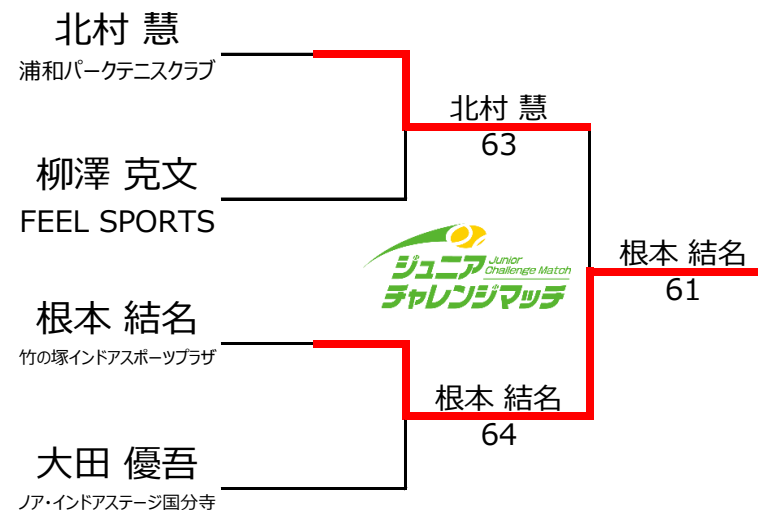 北村 慧
浦和パークテニスクラブ
北村 慧
63
柳澤 克文
FEEL SPORTS
ジュニア Junior Challenge Match
チャレンジマッチ
根本 結名
61
根本 結名
竹の塚インドアスポーツプラザ
根本 結名
64
大田 優吾
ノア・インドアステージ国分寺